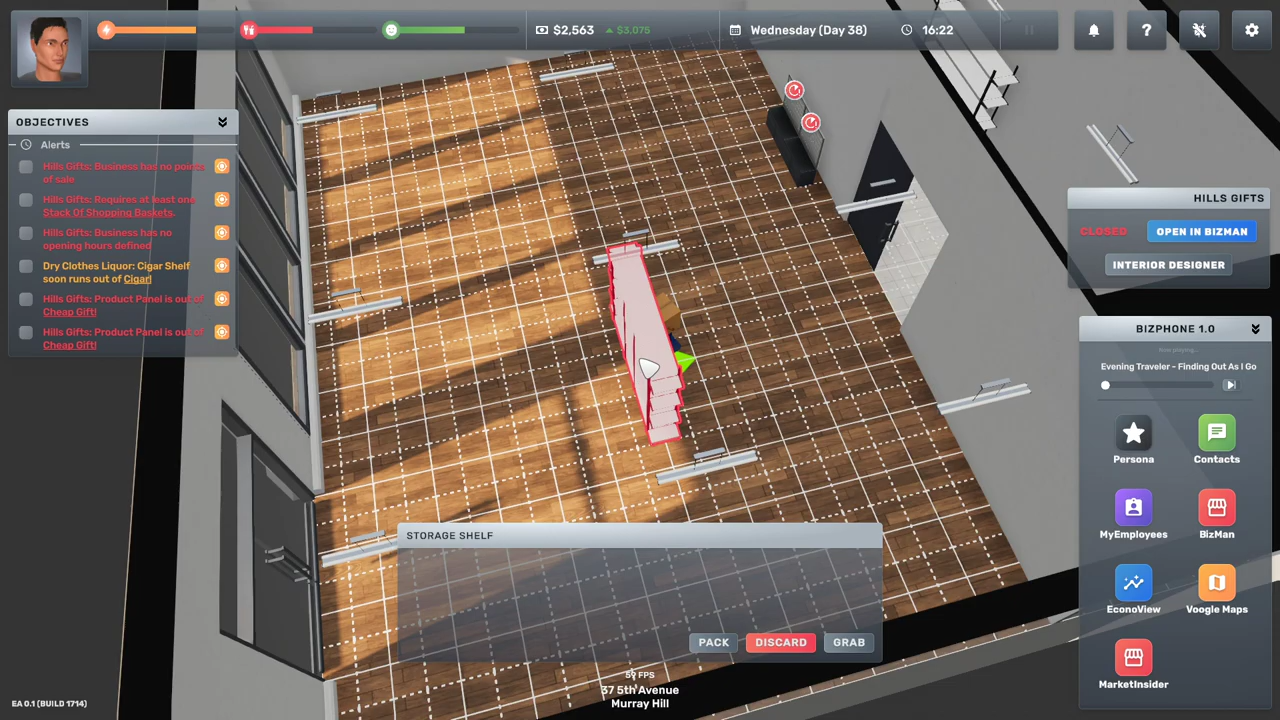 $2,563
$3,075
Wednesday (Day 38)
16:22
?
OBJECTIVES
Alerts
Hills Gifts: Business has no points
of sale
Hills Gifts: Requires at least one
Stack Of Shopping Baskets.
Hills Gifts: Business has no
opening hours defined
Dry Clothes Liquor: Cigar Shelf
soon runs out of Cigar!
Hills Gifts: Product Panel is out of
Cheap Gift!
Hills Gifts: Product Panel is out of
Cheap Gift!
HILLS GIFTS
CLOSED
OPEN IN BIZMAN
INTERIOR DESIGNER
BIZPHONE 1.0
Now playing...
Evening Traveler - Finding Out As I Go
Persona
Contacts
MyEmployees
BizMan
EconoView
Voogle Maps
MarketInsider
STORAGE SHELF
PACK
DISCARD
GRAB
37 5th Avenue
Murray Hill
EA 0.1 (BUILD 1714)